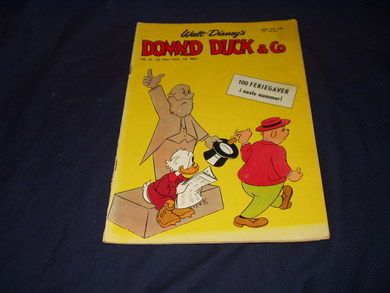 Walt Disney's
DONALD DUCK & Co
100 FERIEGAVER
i neste nummer!